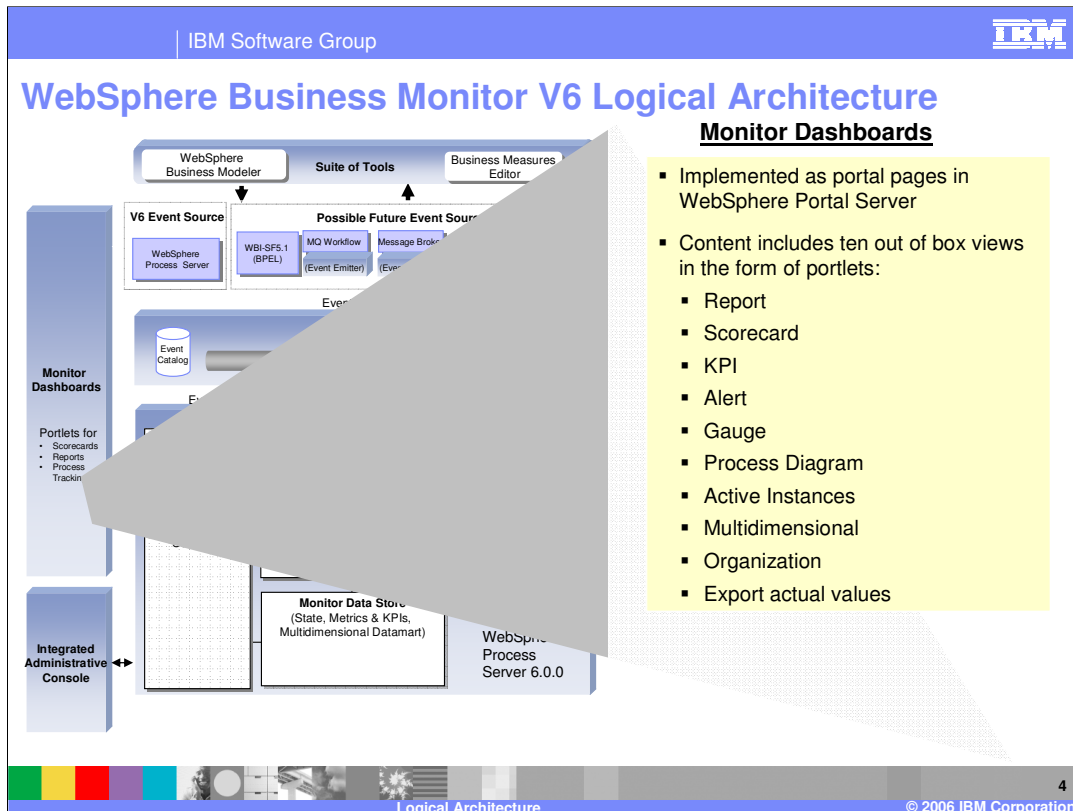 IBM Software Group
IBM
WebSphere Business Monitor V6 Logical Architecture
Monitor Dashboards
WebSphere
Business Modeler
Suite of Tools
Business Measures
Editor
V6 Event Source
WebSphere
Process Server
Possible Future Event
WBI-SF5.1
(BPEL)
MQ Workflow
(Event Emitter)
Message
Event
Catalog
Monitor
Dashboards
Portlets for
• Scorecards
• Reports
• Process
Monitor Data Store
(State, Metrics & KPIs,
Multidimensional Datamart)
Process
Server 6.0.0
Integrated
Administrative
Console
▪ Implemented as portal pages in
WebSphere Portal Server
▪ Content includes ten out of box views
in the form of portlets:
▪ Report
▪ Scorecard
▪ KPI
▪ Alert
▪ Gauge
▪ Process Diagram
▪ Active Instances
▪ Multidimensional
▪ Organization
▪ Export actual values
4
Logical Architecture
© 2006 IBM Corporation